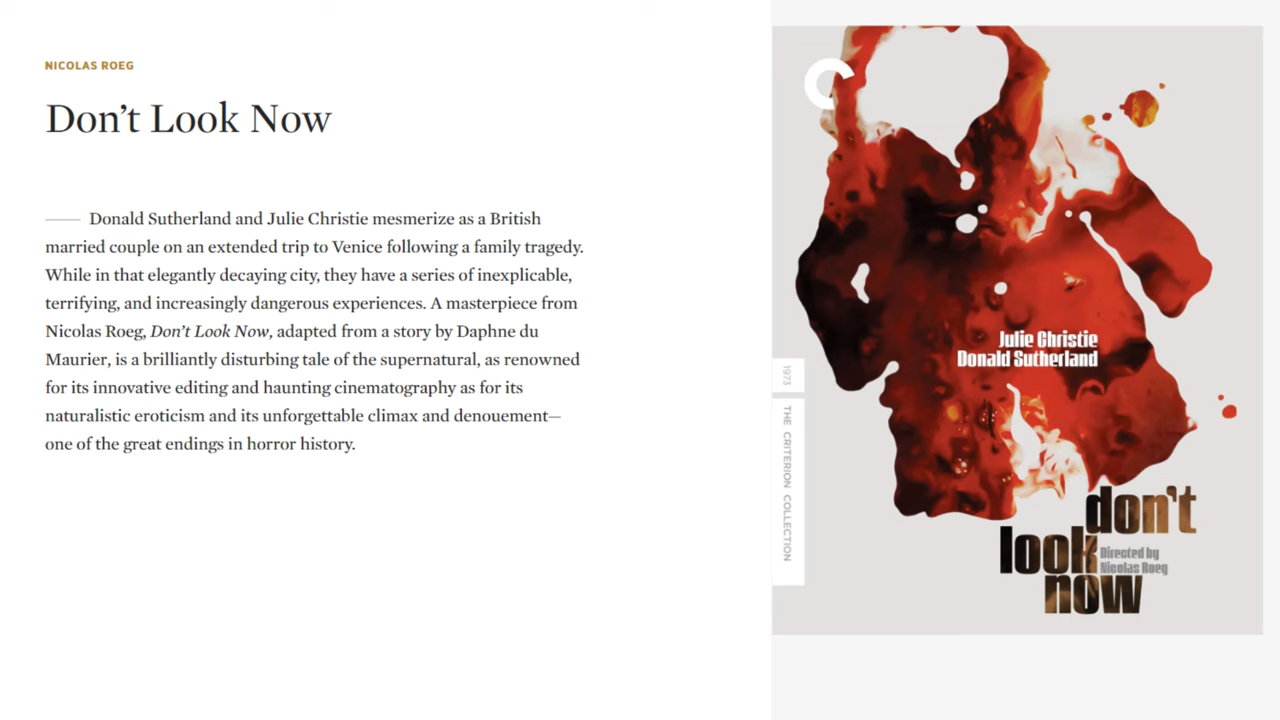 NICOLAS ROEG
Don’t Look Now
Donald Sutherland and Julie Christie mesmerize as a British
married couple on an extended trip to Venice following a family tragedy.
While in that elegantly decaying city, they have a series of inexplicable,
terrifying, and increasingly dangerous experiences. A masterpiece from
Nicolas Roeg, Don’t Look Now, adapted from a story by Daphne du
Maurier, is a brilliantly disturbing tale of the supernatural, as renowned
for its innovative editing and haunting cinematography as for its
naturalistic eroticism and its unforgettable climax and denouement—
one of the great endings in horror history.
Julie Christie
Donald Sutherland
1973
THE CRITERION COLLECTION
don't
look
now
Directed by
Nicolas Roeg